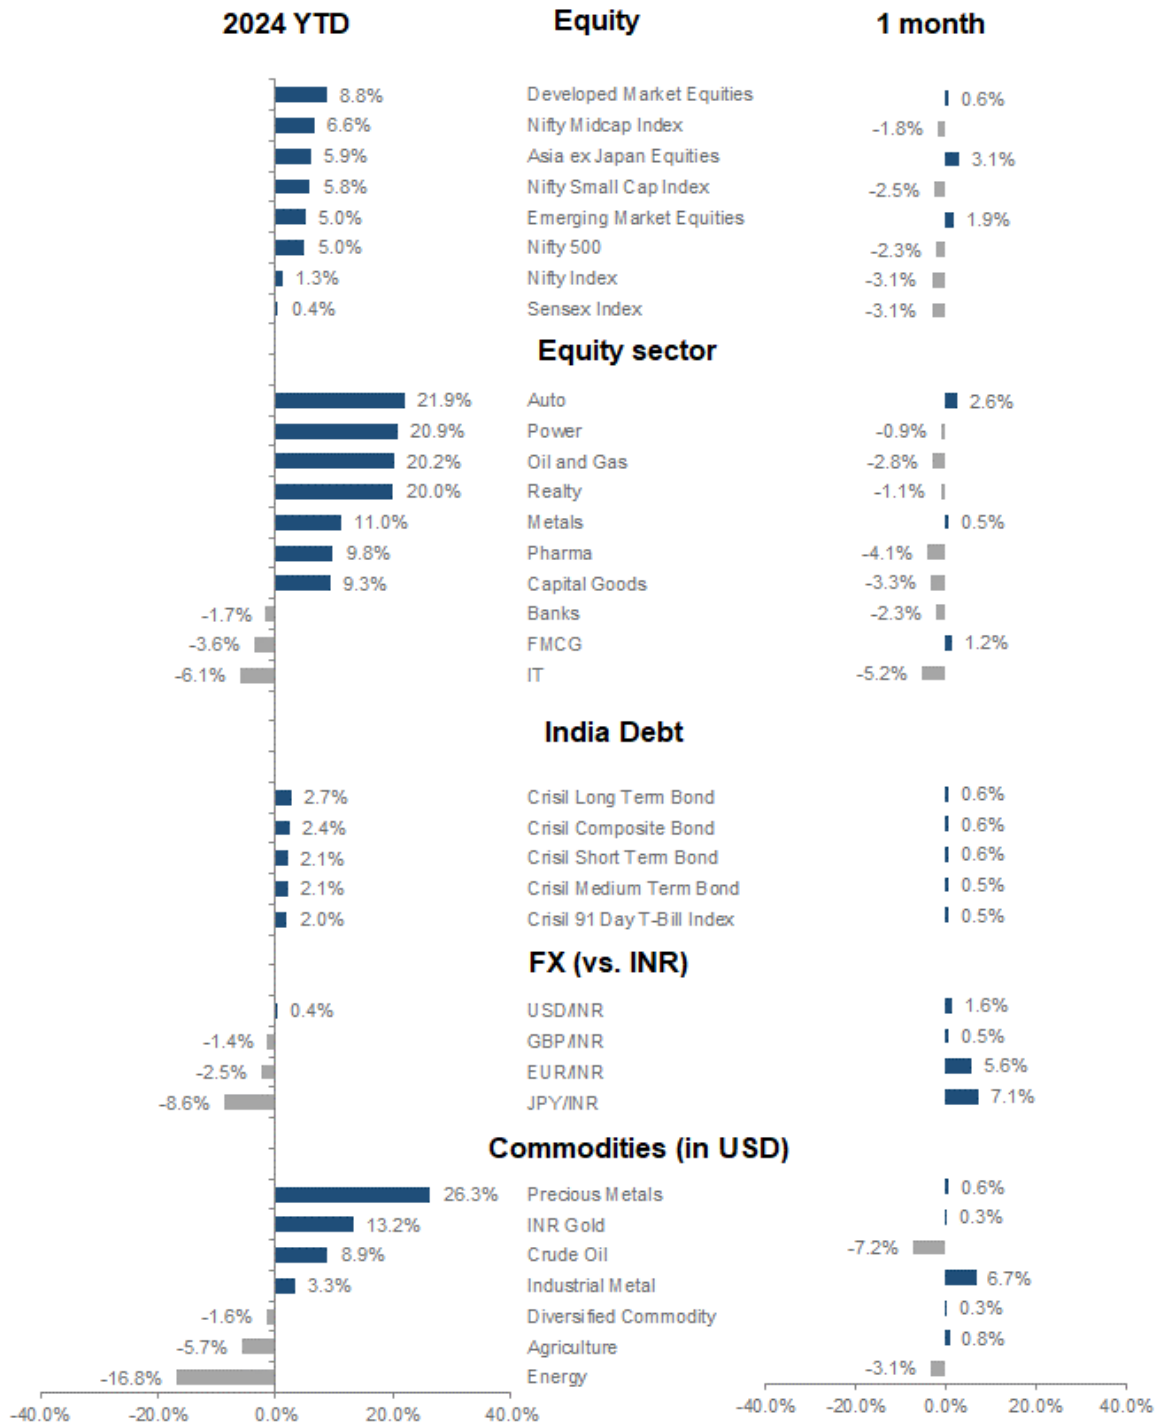 2024 YTD Equity 1 month
8.8% Developed Market Equities 0.6%
6.6% Nifty Midcap Index -1.8%
5.9% Asia ex Japan Equities 3.1%
5.8% Nifty Small Cap Index -2.5%
5.0% Emerging Market Equities 1.9%
5.0% Nifty 500 -2.3%
1.3% Nifty Index -3.1%
0.4% Sensex Index -3.1%
Equity sector
21.9% Auto 2.6%
20.9% Power -0.9%
20.2% Oil and Gas -2.8%
20.0% Realty -1.1%
11.0% Metals 0.5%
9.8% Pharma -4.1%
9.3% Capital Goods -3.3%
-1.7% Banks -2.3%
-3.6% FMCG 1.2%
-6.1% IT -5.2%
India Debt
2.7% Crisil Long Term Bond 0.6%
2.4% Crisil Composite Bond 0.6%
2.1% Crisil Short Term Bond 0.6%
2.1% Crisil Medium Term Bond 0.5%
2.0% Crisil 91 Day T-Bill Index 0.5%
FX (vs. INR)
0.4% USD/INR 1.6%
-1.4% GBP/INR 0.5%
-2.5% EUR/INR 5.6%
-8.6% JPY/INR 7.1%
Commodities (in USD)
26.3% Precious Metals 0.6%
13.2% INR Gold 0.3%
8.9% Crude Oil -7.2%
3.3% Industrial Metal 6.7%
-1.6% Diversified Commodity 0.3%
-5.7% Agriculture 0.8%
-16.8% Energy -3.1%
-40.0% -20.0% 0.0% 20.0% 40.0% -40.0% -20.0% 0.0% 20.0% 40.0%